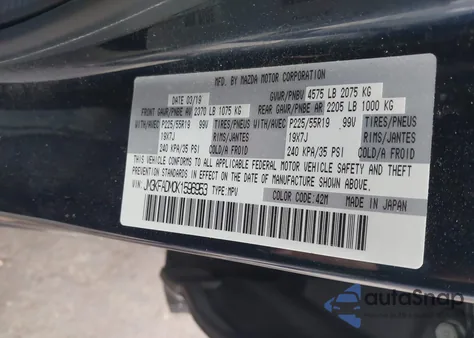 MFG. BY MAZDA MOTOR CORPORATION
DATE 03/19 GVWR/PNBV 4575 LB 2075 KG
FRONT GAWR/PNBE AV 2370 LB 1075 KG REAR GAWR/PNBE AR 2205 LB 1000 KG
WITH/AVEC P225/55R19 99V TIRES/PNEUS WITH/AVEC P225/55R19 99V TIRES/PNEUS
19X7J RIMS/JANTES 19X7J RIMS/JANTES
240 KPA/35 PSI COLD/A FROID 240 KPA/35 PSI COLD/A FROID
THIS VEHICLE CONFORMS TO ALL APPLICABLE FEDERAL MOTOR VEHICLE SAFETY AND THEFT
PREVENTION STANDARDS IN EFFECT ON THE DATE OF MANUFACTURE SHOWN ABOVE.
VIN: JM3KFADM0K1596953 TYPE:MPV
COLOR CODE:42M
autoSnap